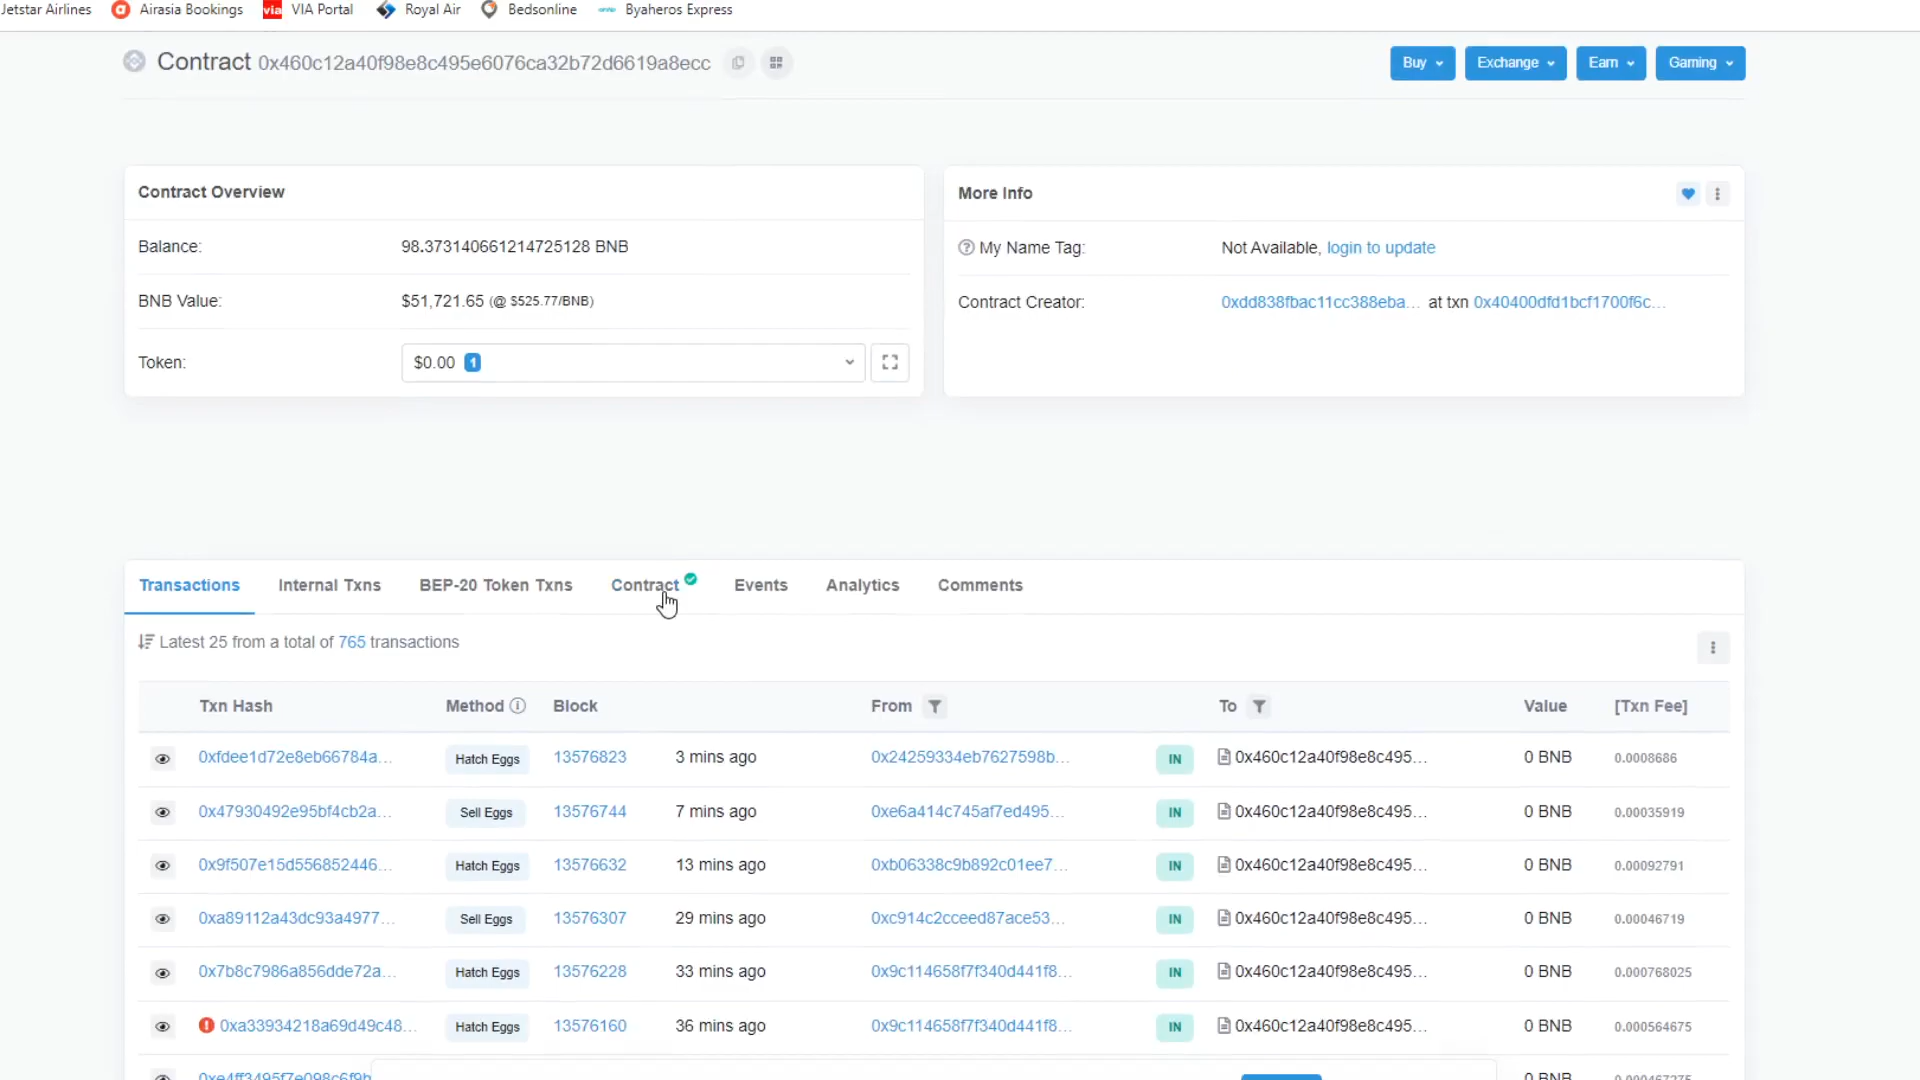 Jetstar Airlines Airasia Bookings via VIA Portal Royal Air Bedsonline Byaheros Express
Contract 0x460c12a40f98e8c495e6076ca32b72d6619a8ecc
Buy Exchange Earn Gaming
Contract Overview
Balance: 98.373140661214725128 BNB
BNB Value: $51,721.65 (@ $525.77/BNB)
Token: $0.00 1
More Info
My Name Tag: Not Available, login to update
Contract Creator: 0xdd838fbac11cc388eba... at txn 0x40400dfd1bcf1700f6c...
Transactions Internal Txns BEP-20 Token Txns Contract Events Analytics Comments
Latest 25 from a total of 765 transactions
Txn Hash Method Block From To Value [Txn Fee]
0xfdee1d72e8eb66784a... Hatch Eggs 13576823 3 mins ago 0x24259334eb7627598b... IN 0x460c12a40f98e8c495... 0 BNB 0.0008686
0x47930492e95bf4cb2a... Sell Eggs 13576744 7 mins ago 0xe6a414c745af7ed495... IN 0x460c12a40f98e8c495... 0 BNB 0.00035919
0x9f507e15d556852446... Hatch Eggs 13576632 13 mins ago 0xb06338c9b892c01ee7... IN 0x460c12a40f98e8c495... 0 BNB 0.00092791
0xa89112a43dc93a4977... Sell Eggs 13576307 29 mins ago 0xc914c2cceed87ace53... IN 0x460c12a40f98e8c495... 0 BNB 0.00046719
0x7b8c7986a856dde72a... Hatch Eggs 13576228 33 mins ago 0x9c114658f7f340d441f8... IN 0x460c12a40f98e8c495... 0 BNB 0.000768025
0xa33934218a69d49c48... Hatch Eggs 13576160 36 mins ago 0x9c114658f7f340d441f8... IN 0x460c12a40f98e8c495... 0 BNB 0.000564675
0 BNB